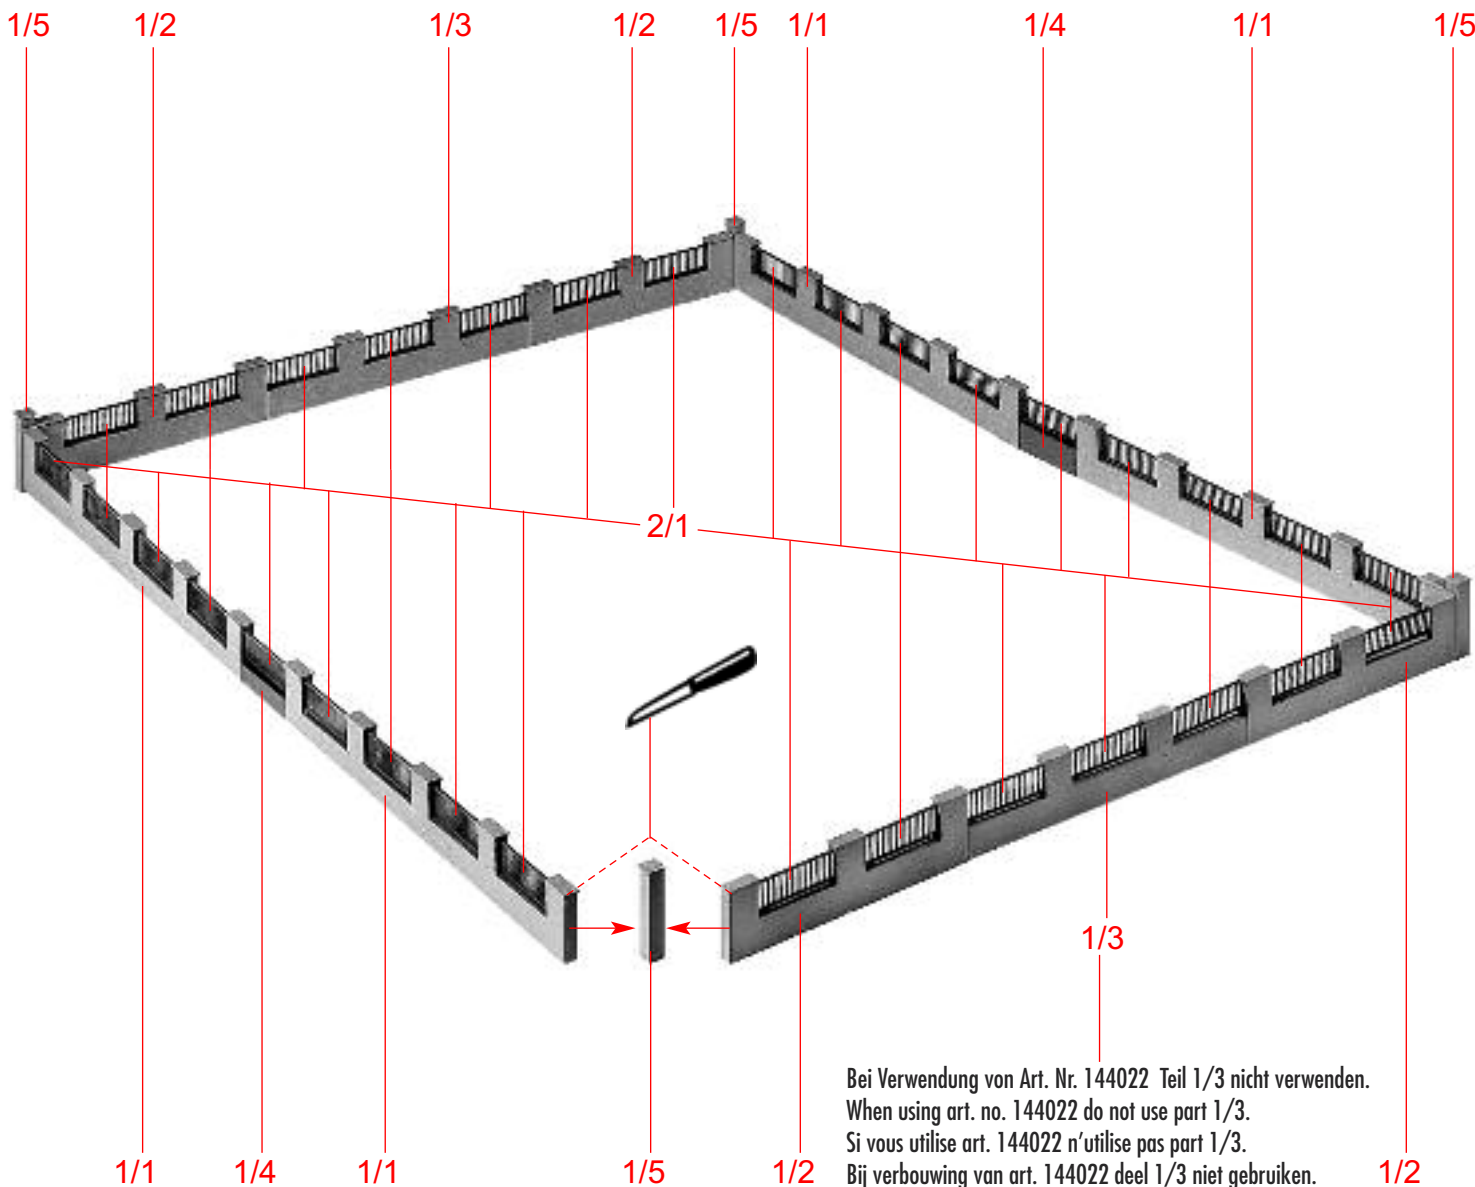 1/5 1/2 1/3 1/2 1/5 1/1 1/4 1/1 1/5
2/1
1/3
Bei Verwendung von Art. Nr. 144022 Teil 1/3 nicht verwenden.
When using art. no. 144022 do not use part 1/3.
Si vous utilise art. 144022 n'utilise pas part 1/3.
Bij verbouwing van art. 144022 deel 1/3 niet gebruiken.
1/1 1/4 1/1 1/5 1/2 1/2